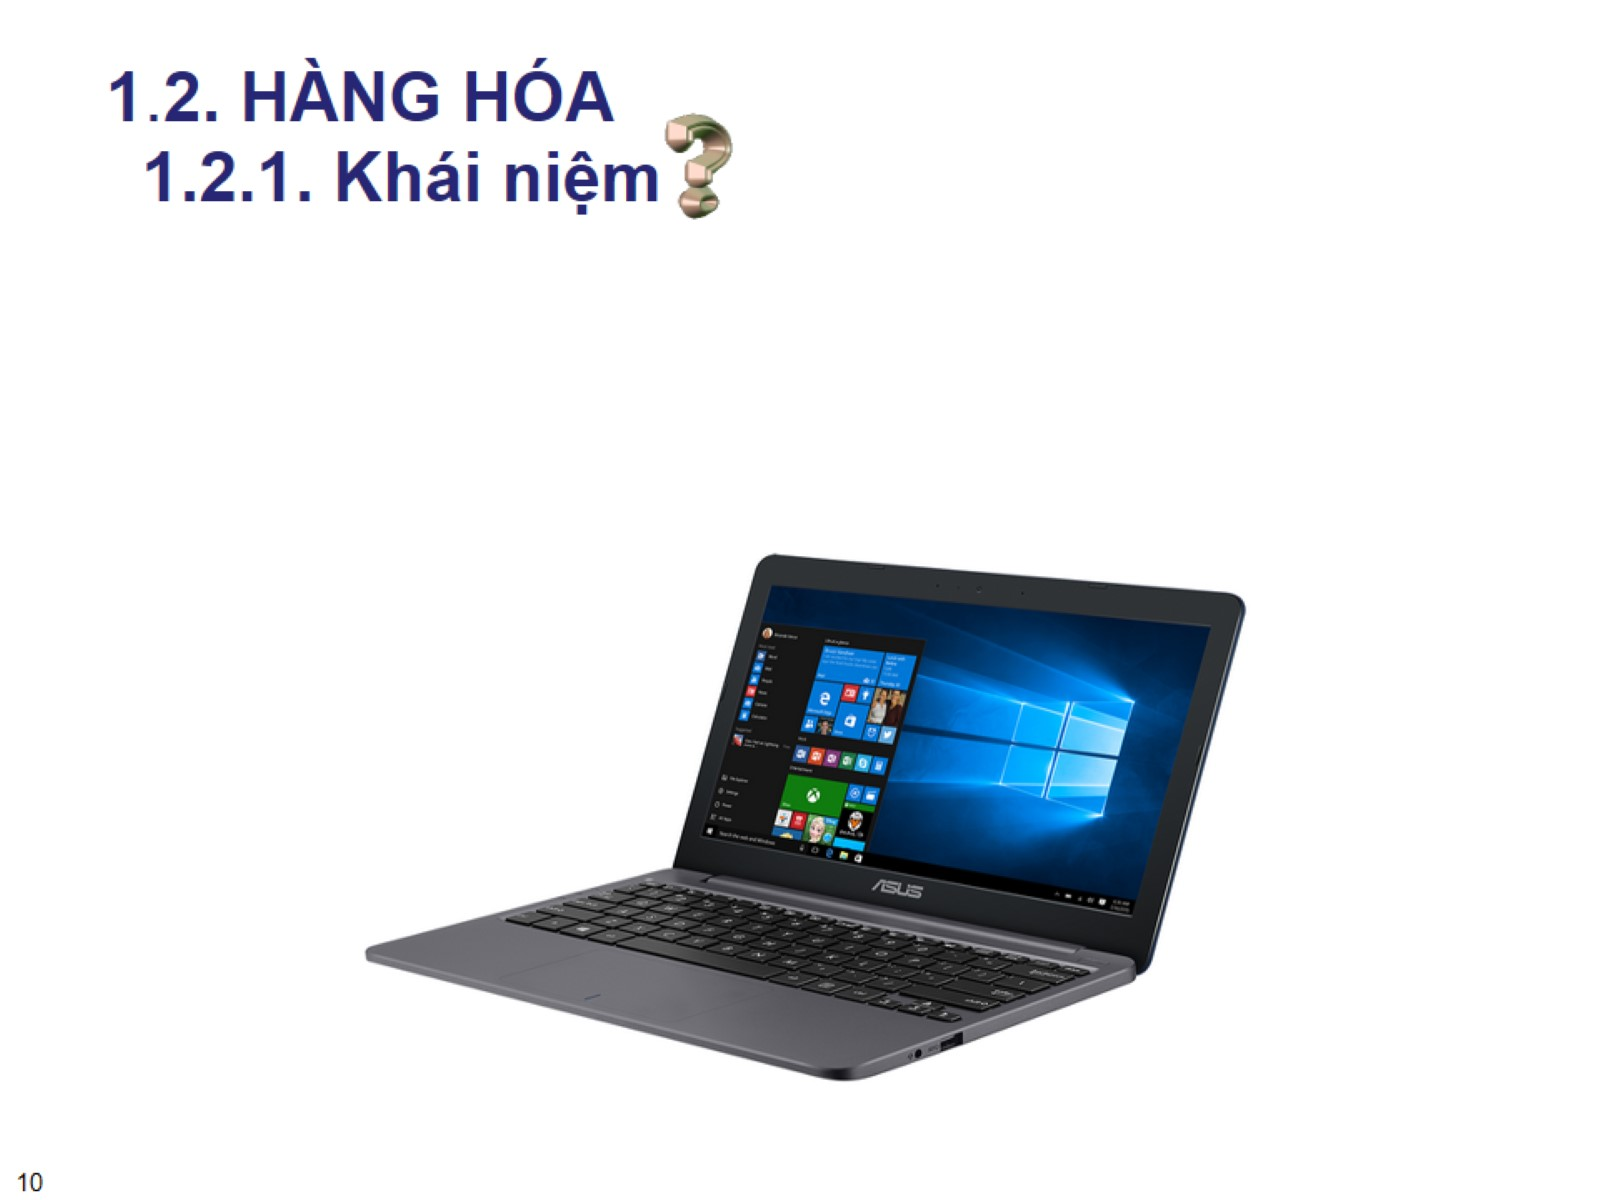 1.2. HÀNG HÓA
1.2.1. Khái niệm?
ASUS
10